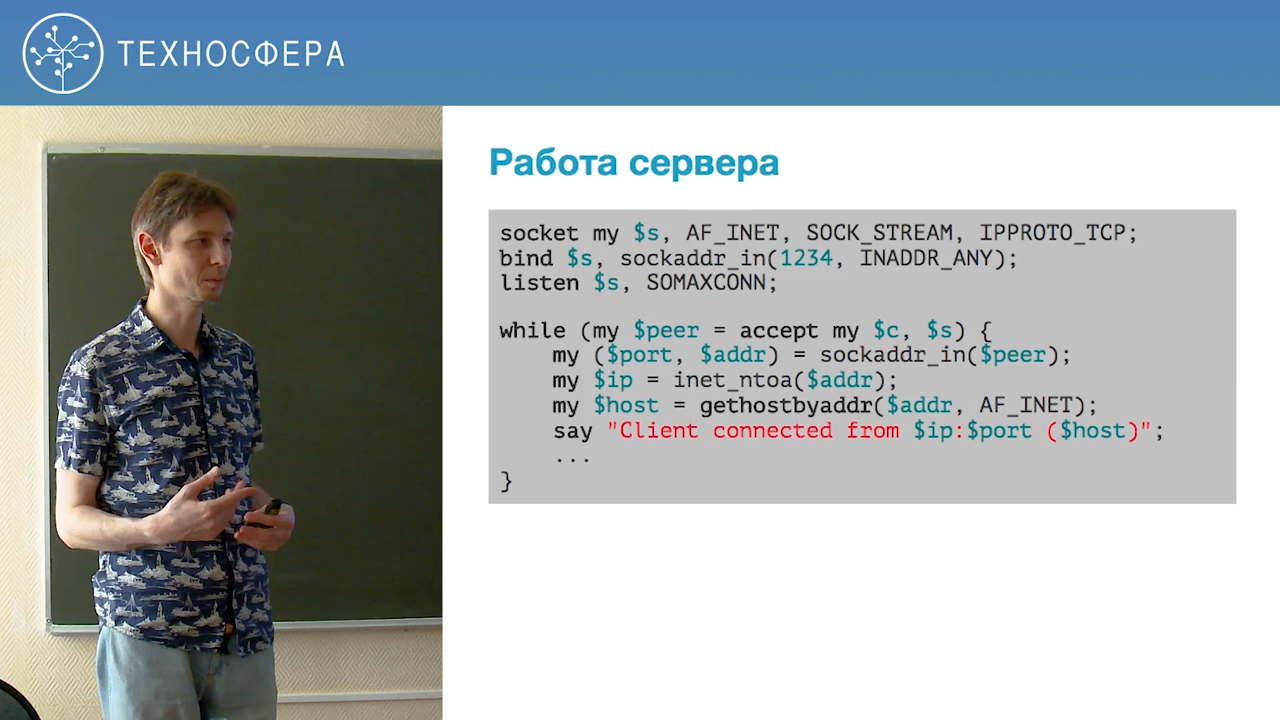 ТЕХНОСФЕРА
Работа сервера
socket my $s, AF_INET, SOCK_STREAM, IPPROTO_TCP;
bind $s, sockaddr_in(1234, INADDR_ANY);
listen $s, SOMAXCONN;
while (my $peer = accept my $c, $s) {
    my ($port, $addr) = sockaddr_in($peer);
    my $ip = inet_ntoa($addr);
    my $host = gethostbyaddr($addr, AF_INET);
    say "Client connected from $ip:$port ($host)";
    ...
}